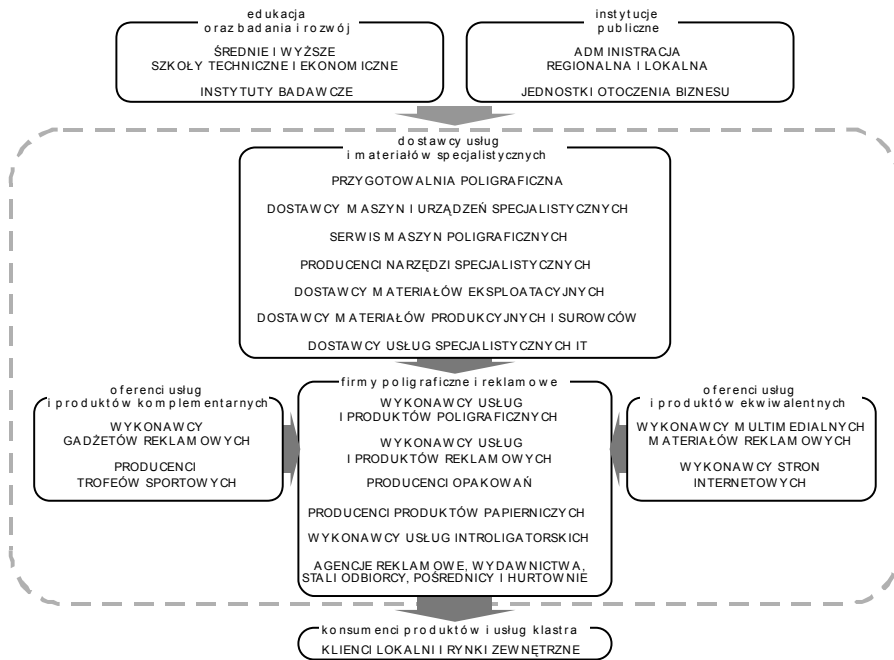 edukacja
oraz badania i rozwój
ŚREDNIE I WYŻSZE
SZKOŁY TECHNICZNE I EKONOMICZNE
INSTYTUTY BADAWCZE
instytucje
publiczne
ADMINISTRACJA
REGIONALNA I LOKALNA
JEDNOSTKI OTOCZENIA BIZNESU
dostawcy usług
i materiałów specjalistycznych
PRZYGOTOWALNIA POLIGRAFICZNA
DOSTAWCY MASZYN I URZĄDZEŃ SPECJALISTYCZNYCH
SERWIS MASZYN POLIGRAFICZNYCH
PRODUCENCI NARZĘDZI SPECJALISTYCZNYCH
DOSTAWCY MATERIAŁÓW EKSPLOATACYJNYCH
DOSTAWCY MATERIAŁÓW PRODUKCYJNYCH I SUROWCÓW
DOSTAWCY USŁUG SPECJALISTYCZNYCH IT
oferenci usług
i produktów komplementarnych
WYKONAWCY
GADŻETÓW REKLAMOWYCH
PRODUCENCI
TROFEÓW SPORTOWYCH
firmy poligraficzne i reklamowe
WYKONAWCY USŁUG
I PRODUKTÓW POLIGRAFICZNYCH
WYKONAWCY USŁUG
I PRODUKTÓW REKLAMOWYCH
PRODUCENCI OPAKOWAŃ
PRODUCENCI PRODUKTÓW PAPIERNICZYCH
WYKONAWCY USŁUG INTROLIGATORSKICH
AGENCJE REKLAMOWE, WYDAWNICTWA,
STALI ODBIORCY, POŚREDNICY I HURTOWNIE
oferenci usług
i produktów ekwiwalentnych
WYKONAWCY MULTIMEDIALNYCH
MATERIAŁÓW REKLAMOWYCH
WYKONAWCY STRON
INTERNETOWYCH
konsumenci produktów i usług klastra
KLIENCI LOKALNI I RYNKI ZEWNĘTRZNE